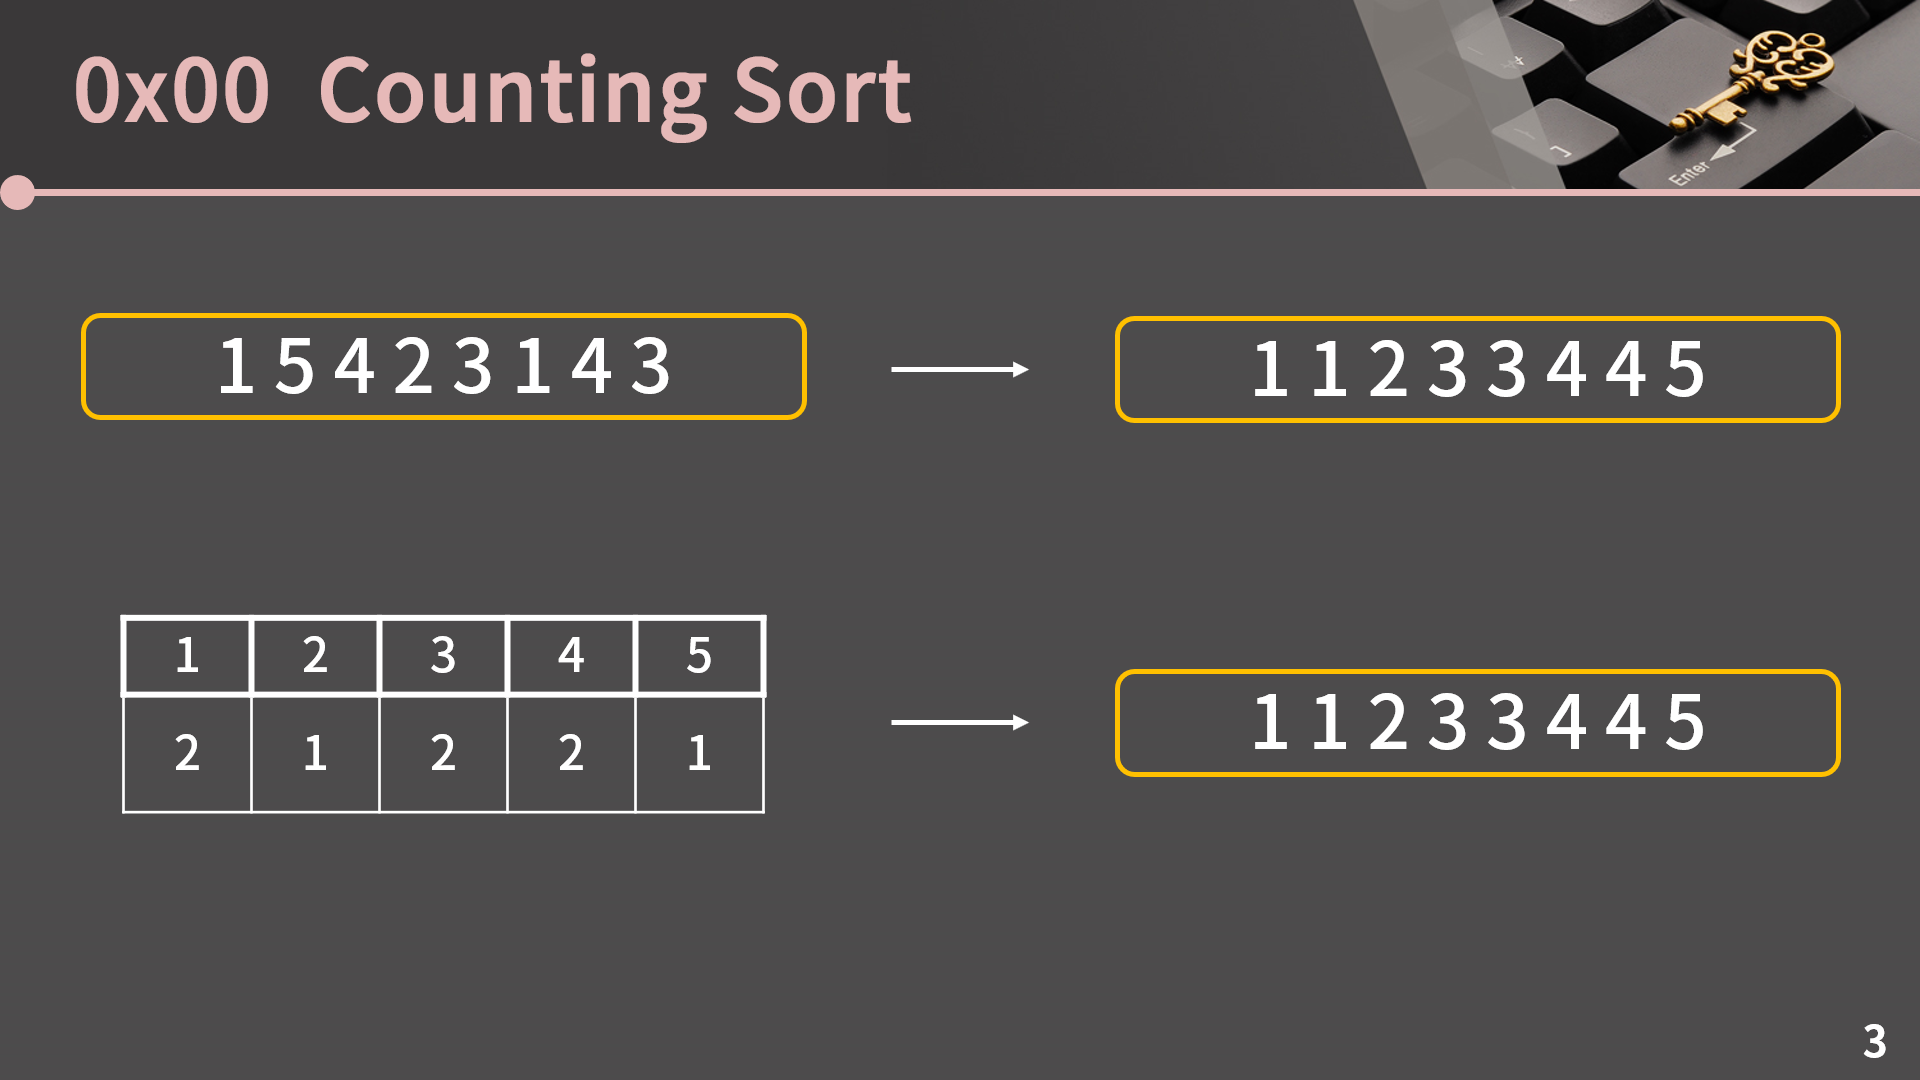 0x00 Counting Sort
Enter
1 5 4 2 3 1 4 3
1 1 2 3 3 4 4 5
1 2 3 4 5
2 1 2 2 1
1 1 2 3 3 4 4 5
3